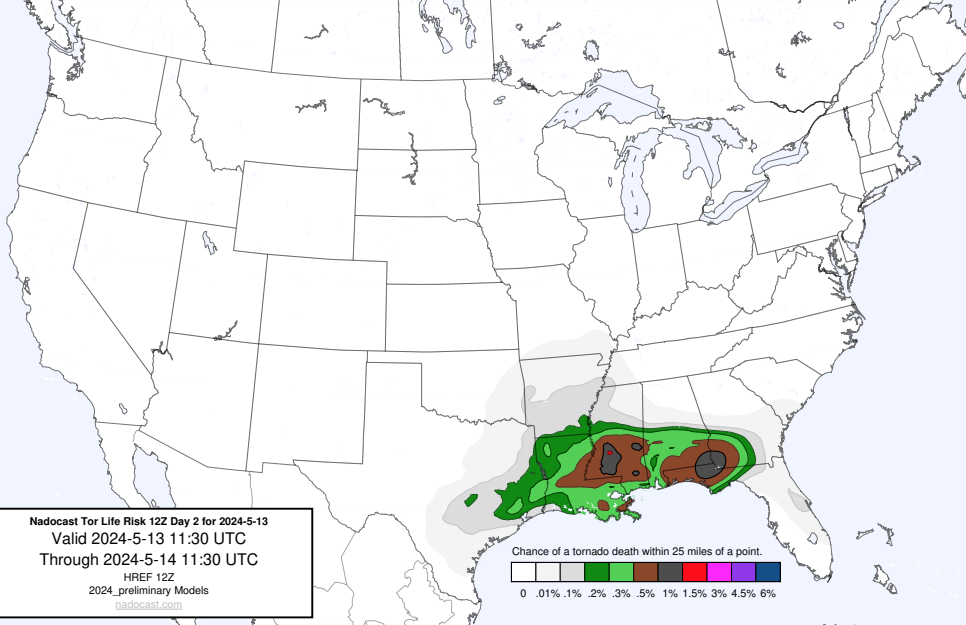 Nadocast Tor Life Risk 12Z Day 2 for 2024-5-13
Valid 2024-5-13 11:30 UTC
Through 2024-5-14 11:30 UTC
HREF 12Z
2024_preliminary Models
nadocast.com
Chance of a tornado death within 25 miles of a point.
0 .01% .1% .2% .3% .5% 1% 1.5% 3% 4.5% 6%